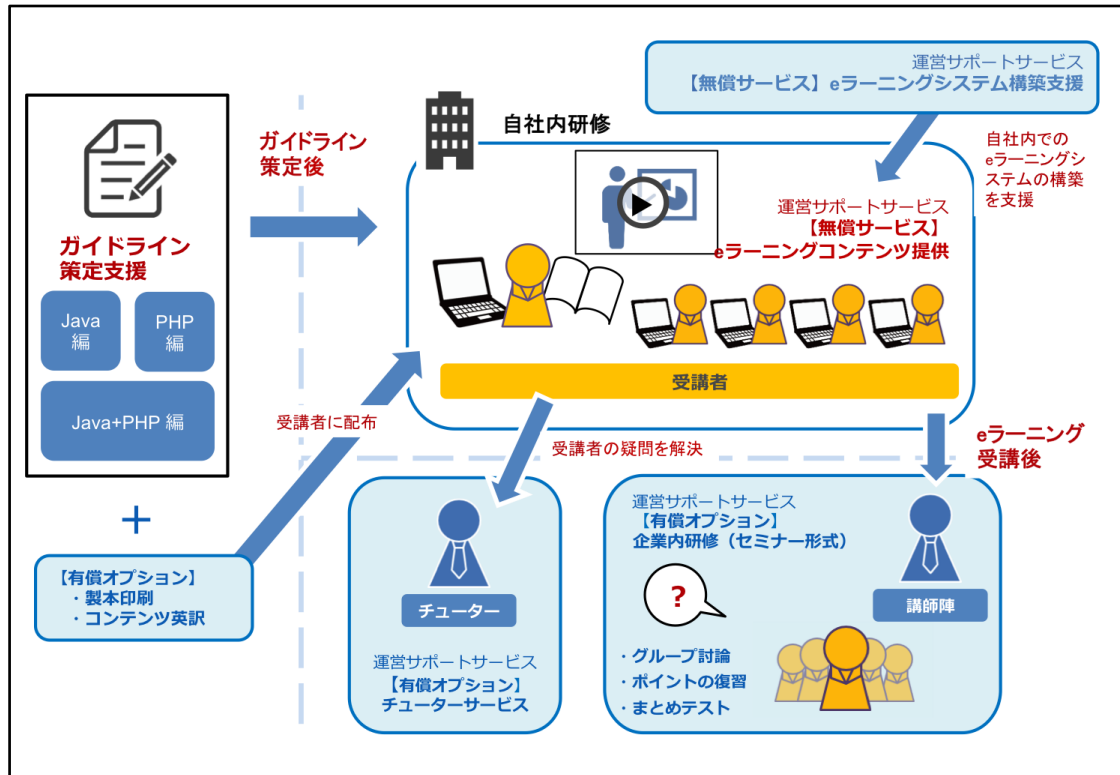 運営サポートサービス
【無償サービス】eラーニングシステム構築支援
ガイドライン
策定後
自社内研修
自社内での
eラーニングシ
ステムの構築
を支援
運営サポートサービス
【無償サービス】
eラーニングコンテンツ提供
ガイドライン
策定支援
Java
編
PHP
編
Java+PHP 編
受講者
受講者に配布
受講者の疑問を解決
eラーニング
受講後
+
【有償オプション】
・製本印刷
・コンテンツ英訳
チューター
運営サポートサービス
【有償オプション】
チューターサービス
運営サポートサービス
【有償オプション】
企業内研修（セミナー形式）
?
講師陣
・グループ討論
・ポイントの復習
・まとめテスト